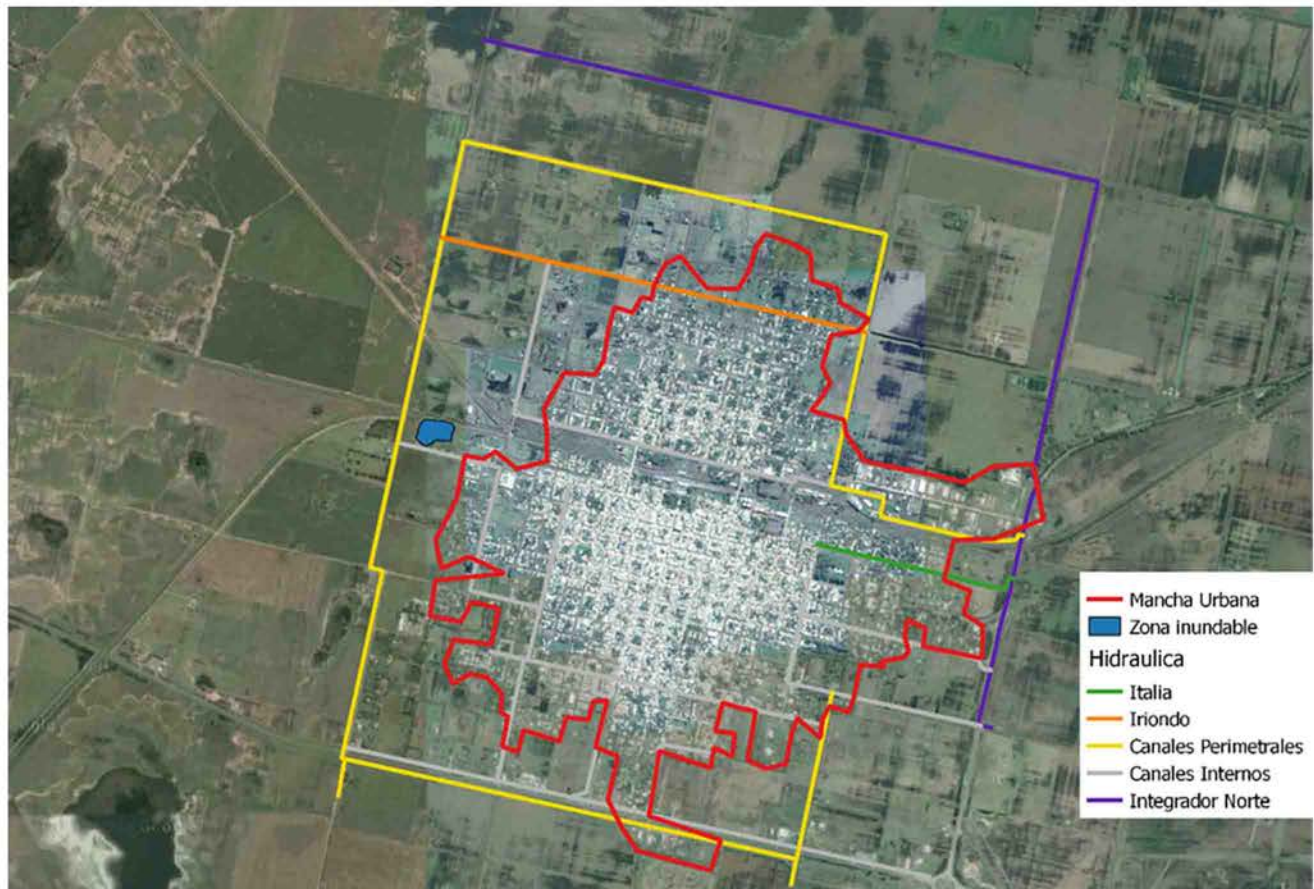 Mancha Urbana
Zona inundable
Hidraulica
Italia
Iriondo
Canales Perimetrales
Canales Internos
Integrador Norte